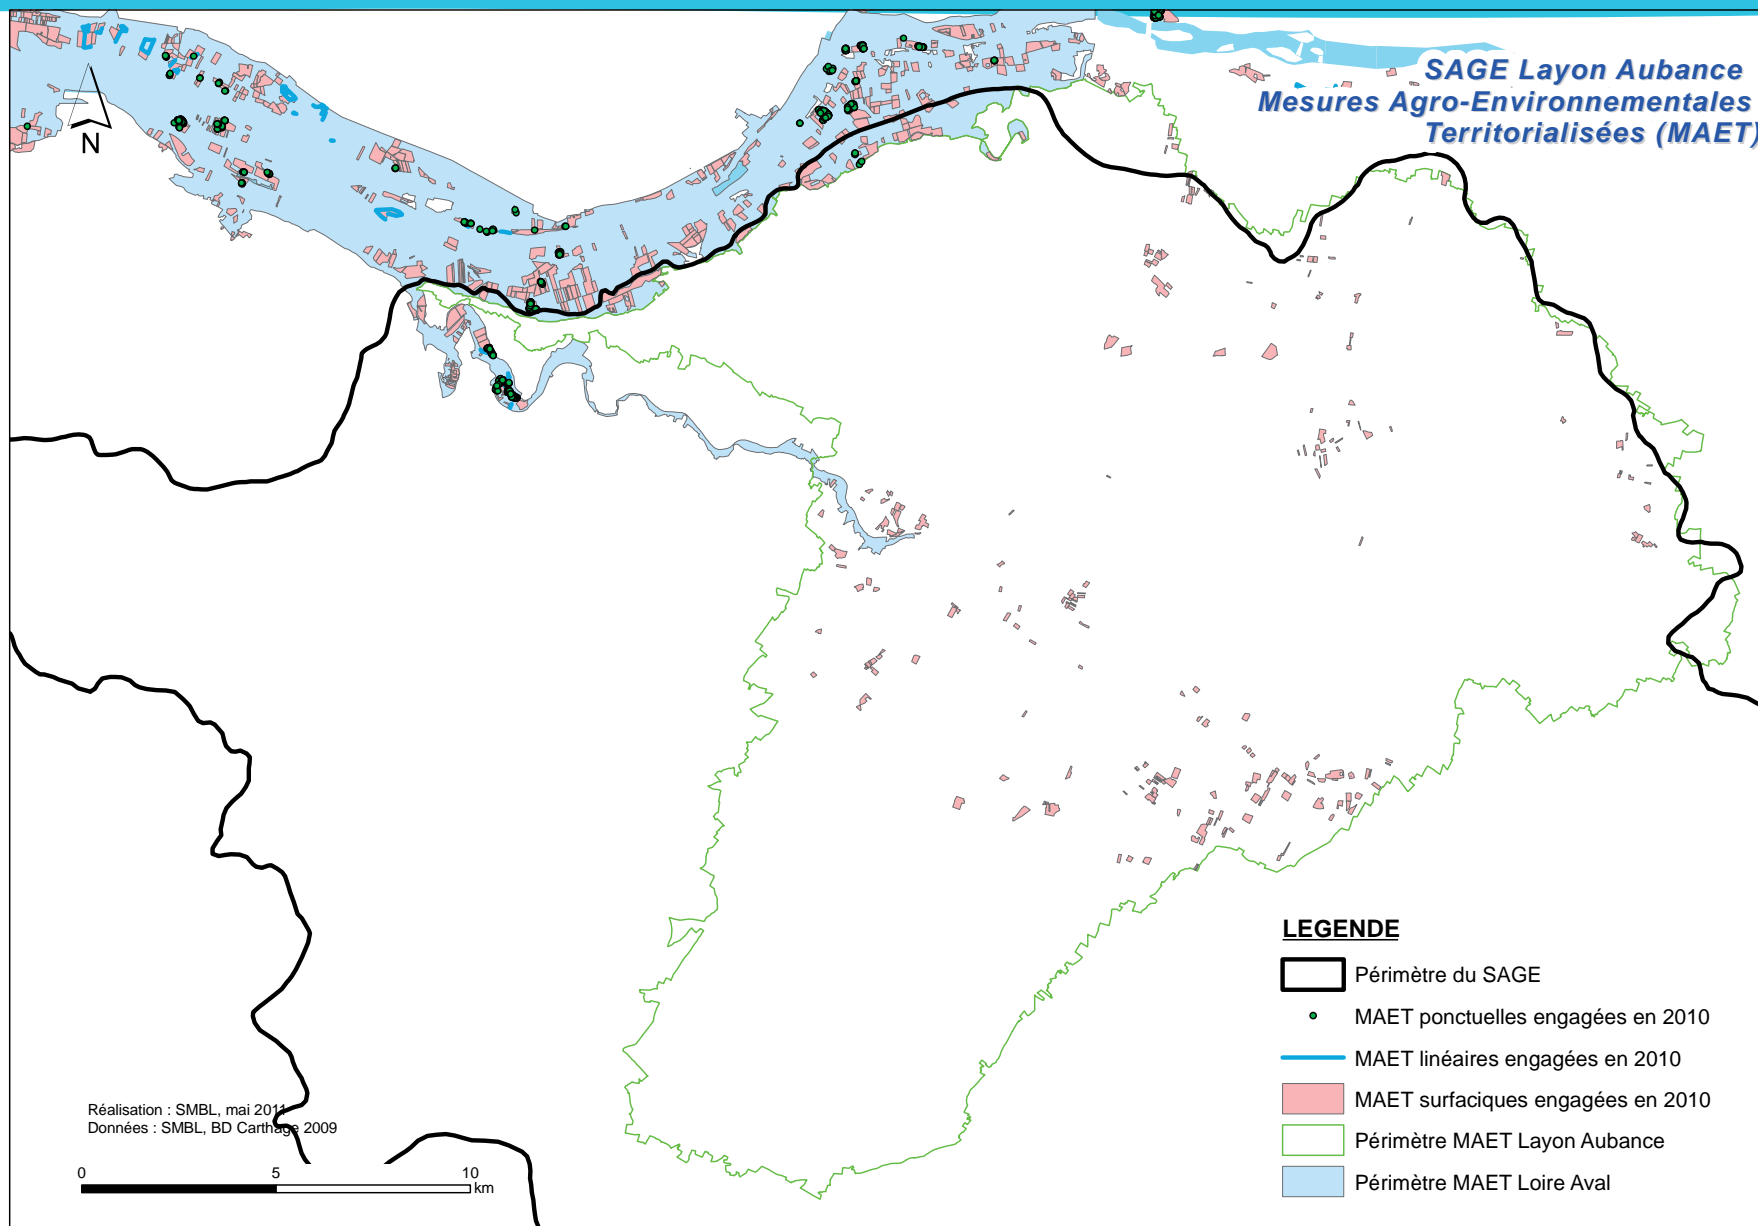 SAGE Layon Aubance
Mesures Agro-Environnementales
Territorialisées (MAET)
N
LEGENDE
Périmètre du SAGE
MAET ponctuelles engagées en 2010
MAET linéaires engagées en 2010
MAET surfaciques engagées en 2010
Périmètre MAET Layon Aubance
Périmètre MAET Loire Aval
Réalisation : SMBL, mai 2011
Données : SMBL, BD Carthage 2009
0 5 10
km